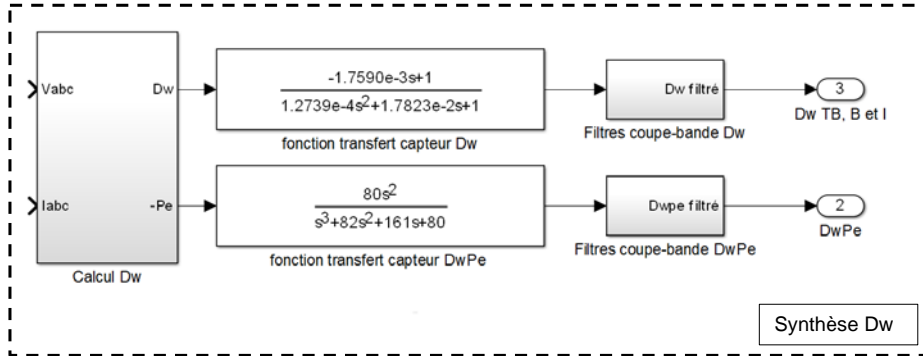 Vabc
Dw
-1.7590e-3s+1
1.2739e-4s²+1.7823e-2s+1
fonction transfert capteur Dw
Dw filtré
Filtres coupe-bande Dw
3
Dw TB, B et I
Iabc
-Pe
Calcul Dw
80s²
s³+82s²+161s+80
fonction transfert capteur DwPe
Dwpe filtré
Filtres coupe-bande DwPe
2
DwPe
Synthèse Dw